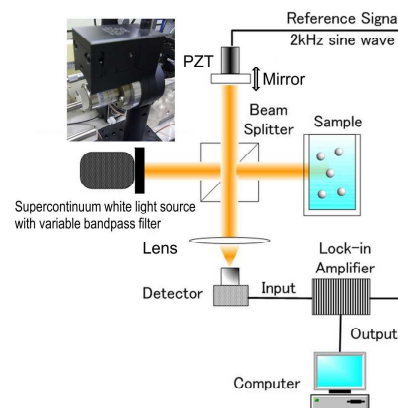 Reference Signa
2kHz sine wave
PZT
Mirror
Beam
Splitter
Sample
Supercontinuum white light source
with variable bandpass filter
Lens
Lock-in
Amplifier
Detector
Input
Output
Computer